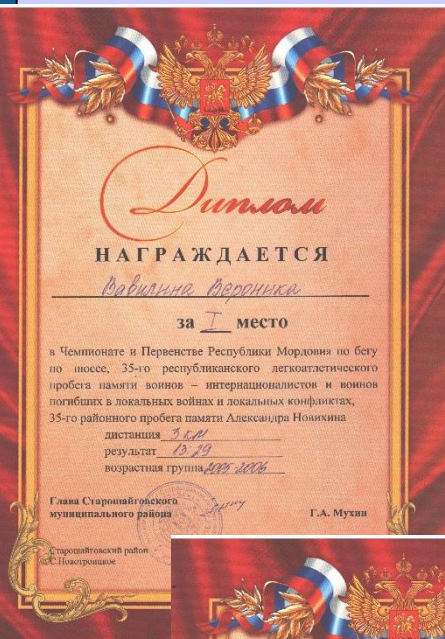 Диплом
НАГРАЖДАЕТСЯ
Вавилина Вероника
за I место
в Чемпионате и Первенстве Республики Мордовия по бегу
по шоссе, 35-го республиканского легкоатлетического
пробега памяти воинов – интернационалистов и воинов
погибших в локальных войнах и локальных конфликтах,
35-го районного пробега памяти Александра Новихина
дистанция 3 км
результат 13:29
возрастная группа 2005-2006
Глава Старошайговского
муниципального района Г.А. Мухин
Старошайговский район
С.Новотроицкое